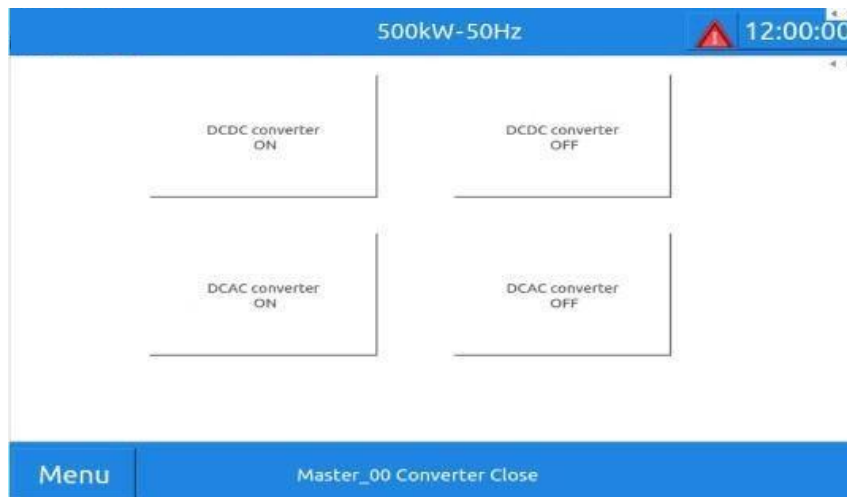 500kW-50Hz
12:00:00
DCDC converter
ON
DCDC converter
OFF
DCAC converter
ON
DCAC converter
OFF
Menu
Master_00 Converter Close